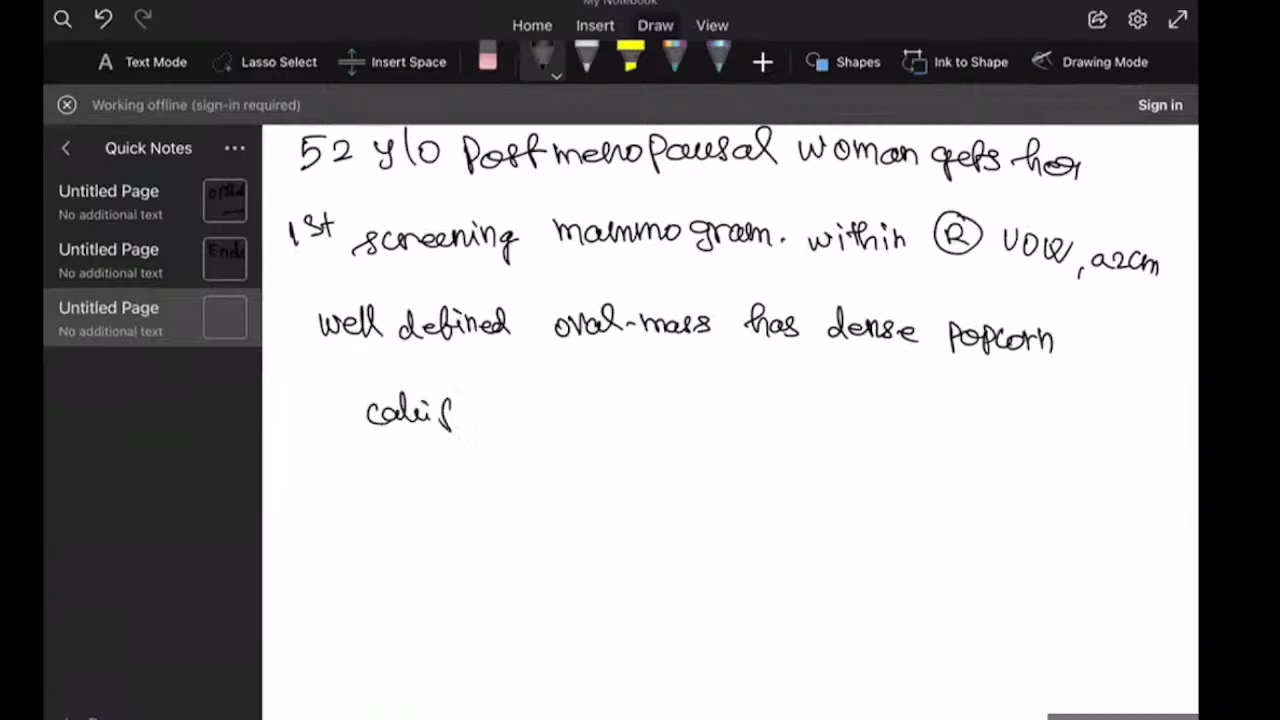 My Notebook
Home Insert Draw View
Text Mode Lasso Select Insert Space Shapes Ink to Shape Drawing Mode
Working offline (sign-in required) Sign in
Quick Notes
Untitled Page
No additional text
Untitled Page
No additional text
Untitled Page
No additional text
52 y/o Postmenopausal woman gets her
1st screening mammogram. within Ⓡ UOQ, a 2cm
well defined oval-mass has dense popcorn
calcif